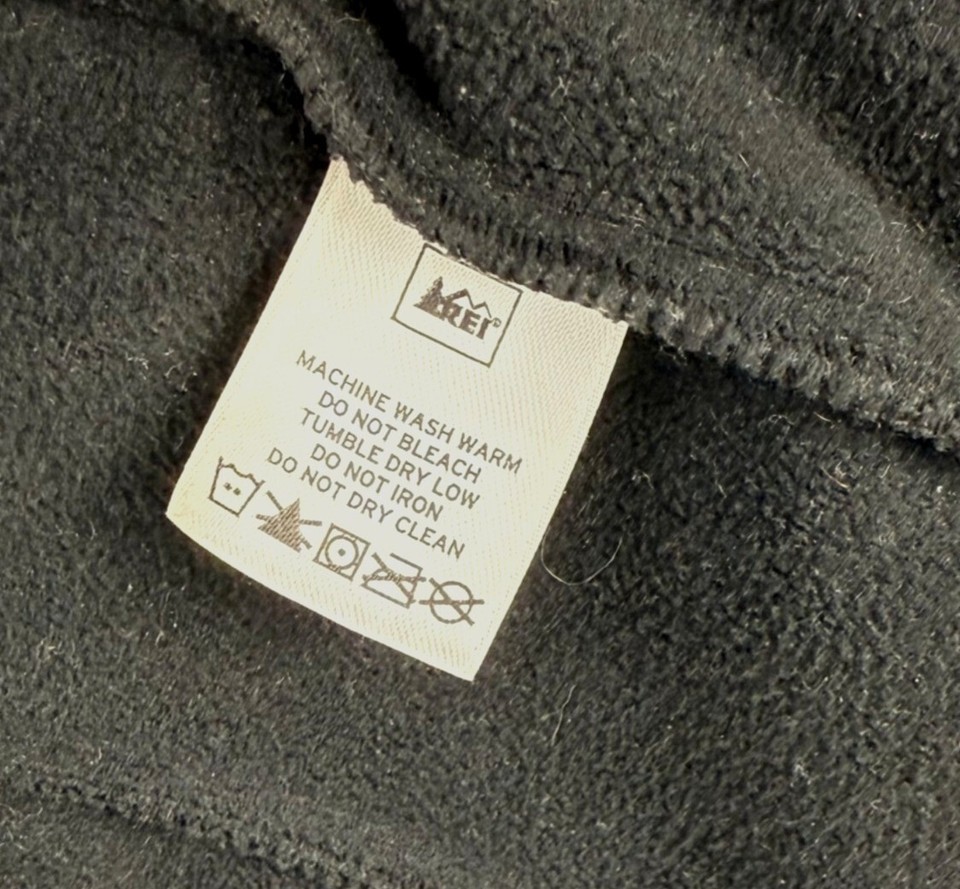 REI®
MACHINE WASH WARM
DO NOT BLEACH
TUMBLE DRY LOW
DO NOT IRON
DO NOT DRY CLEAN